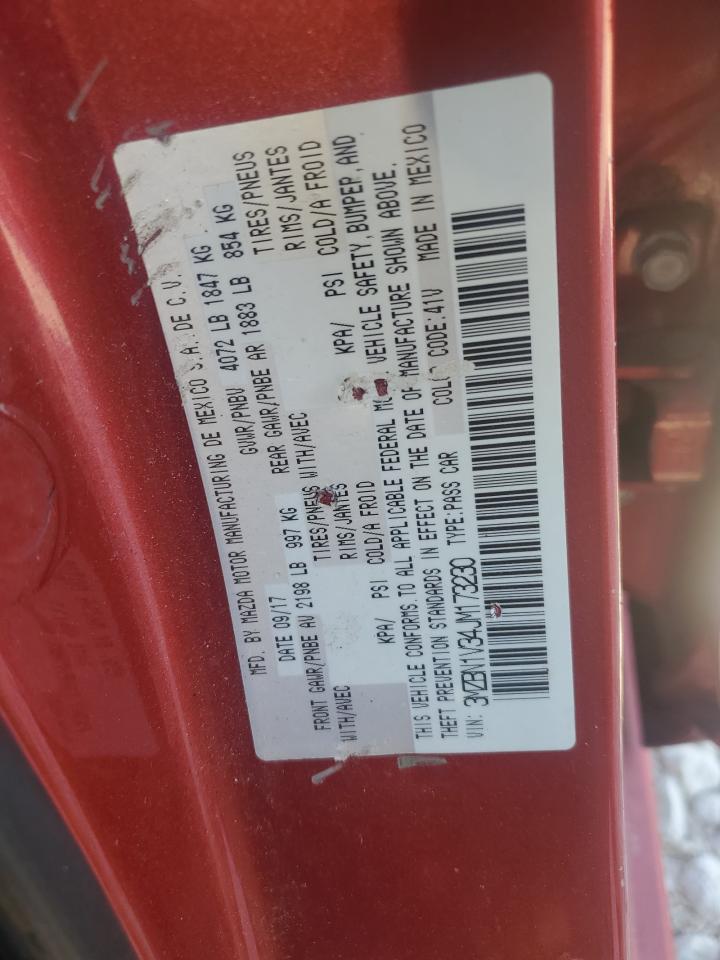 MFD. BY MAZDA MOTOR MANUFACTURING DE MEXICO S.A. DE C.V.
DATE 09/17 GVWR/PNBV 4072 LB 1847 KG
FRONT GAWR/PNBE AV 2198 LB 997 KG REAR GAWR/PNBE AR 1883 LB 854 KG
WITH/AVEC TIRES/PNEUS WITH/AVEC TIRES/PNEUS
RIMS/JANTES RIMS/JANTES
KPA/ PSI COLD/A FROID KPA/ PSI COLD/A FROID
THIS VEHICLE CONFORMS TO ALL APPLICABLE FEDERAL VEHICLE SAFETY, BUMPER, AND
THEFT PREVENTION STANDARDS IN EFFECT ON THE DATE OF MANUFACTURE SHOWN ABOVE.
VIN: 3MZBN1V34JM173230 TYPE:PASS CAR CODE:41V MADE IN MEXICO